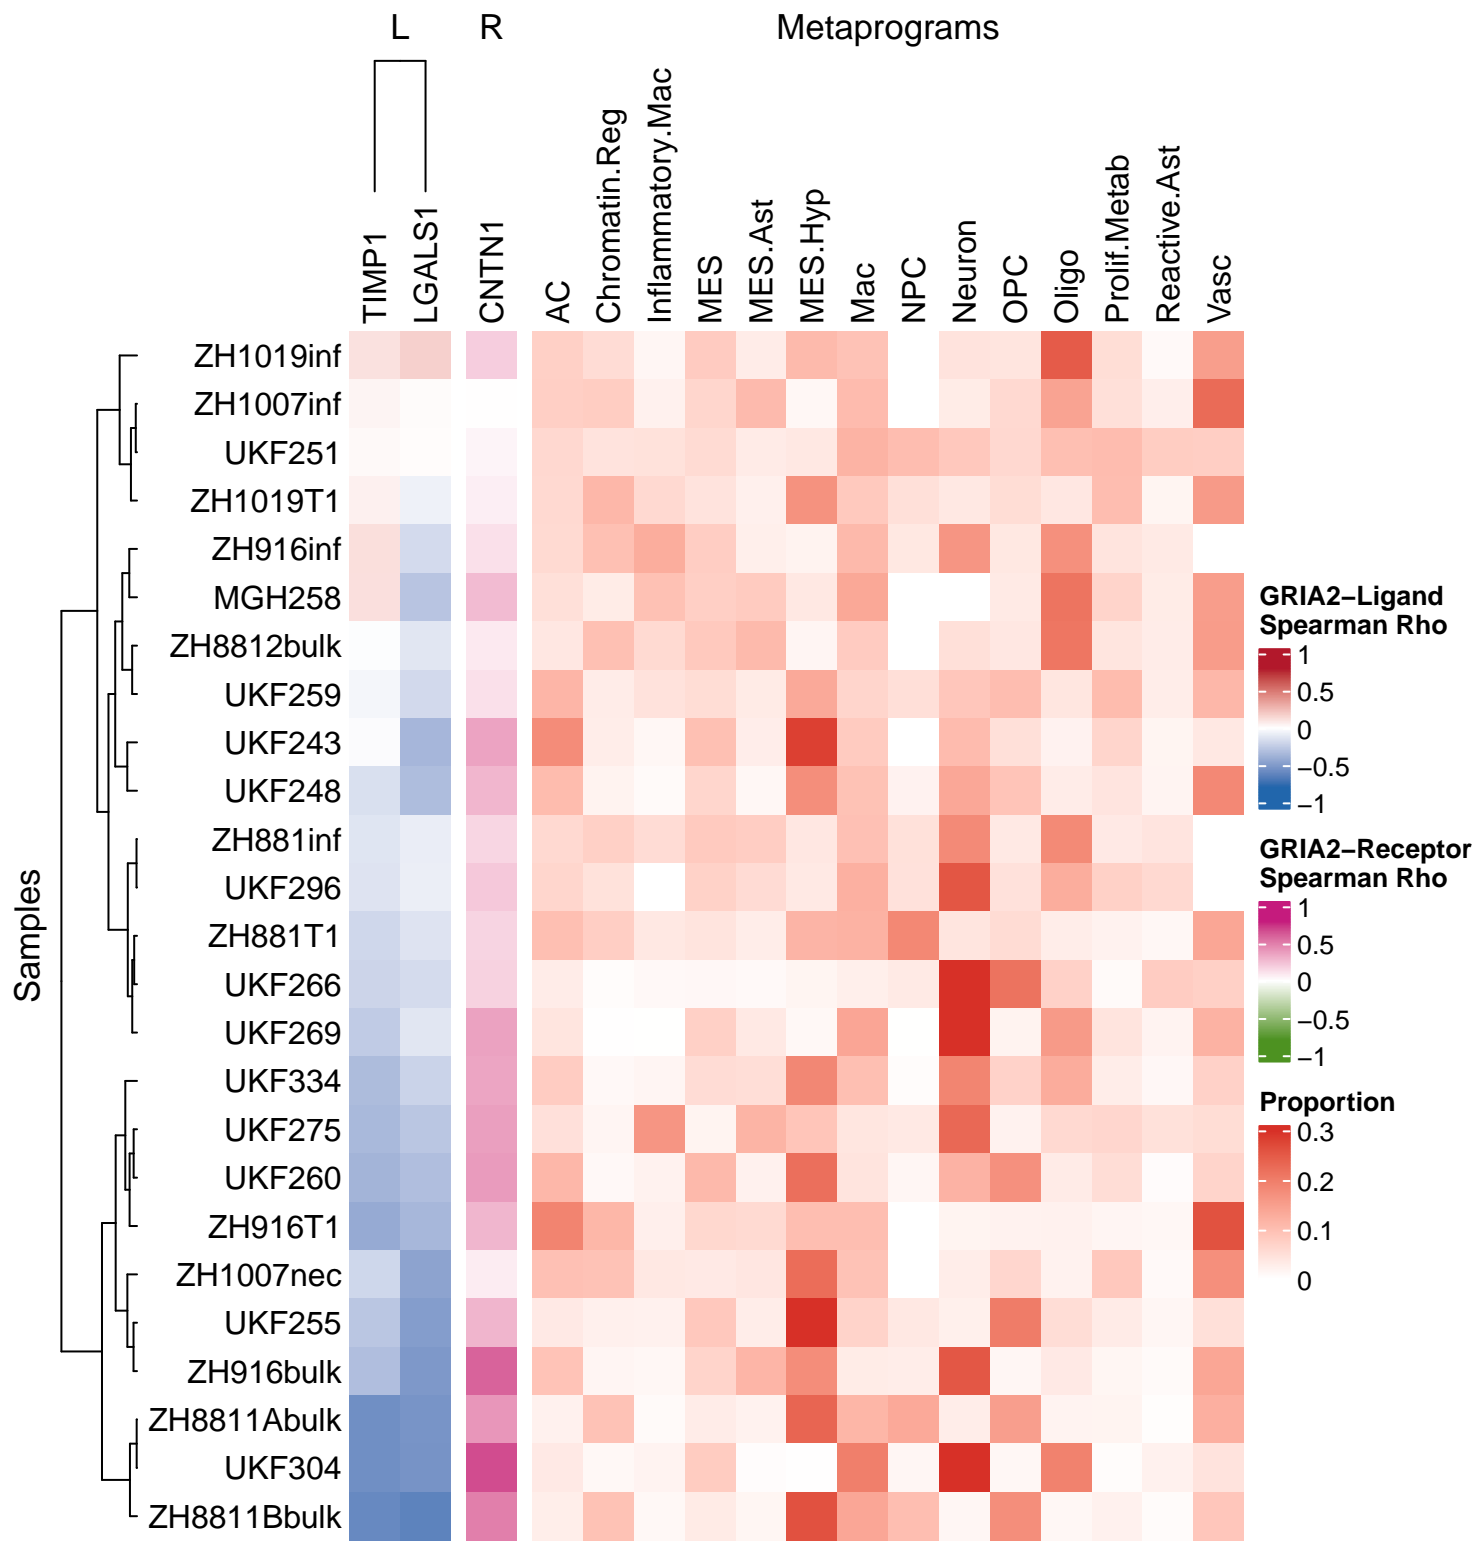 L R Metaprograms
TIMP1
LGALS1
CNTN1
AC
Chromatin.Reg
Inflammatory.Mac
MES
MES.Ast
MES.Hyp
Mac
NPC
Neuron
OPC
Oligo
Prolif.Metab
Reactive.Ast
Vasc
Samples
ZH1019inf
ZH1007inf
UKF251
ZH1019T1
ZH916inf
MGH258
ZH8812bulk
UKF259
UKF243
UKF248
ZH881inf
UKF296
ZH881T1
UKF266
UKF269
UKF334
UKF275
UKF260
ZH916T1
ZH1007nec
UKF255
ZH916bulk
ZH8811Abulk
UKF304
ZH8811Bbulk
GRIA2−Ligand
Spearman Rho
1
0.5
0
−0.5
−1
GRIA2−Receptor
Spearman Rho
1
0.5
0
−0.5
−1
Proportion
0.3
0.2
0.1
0